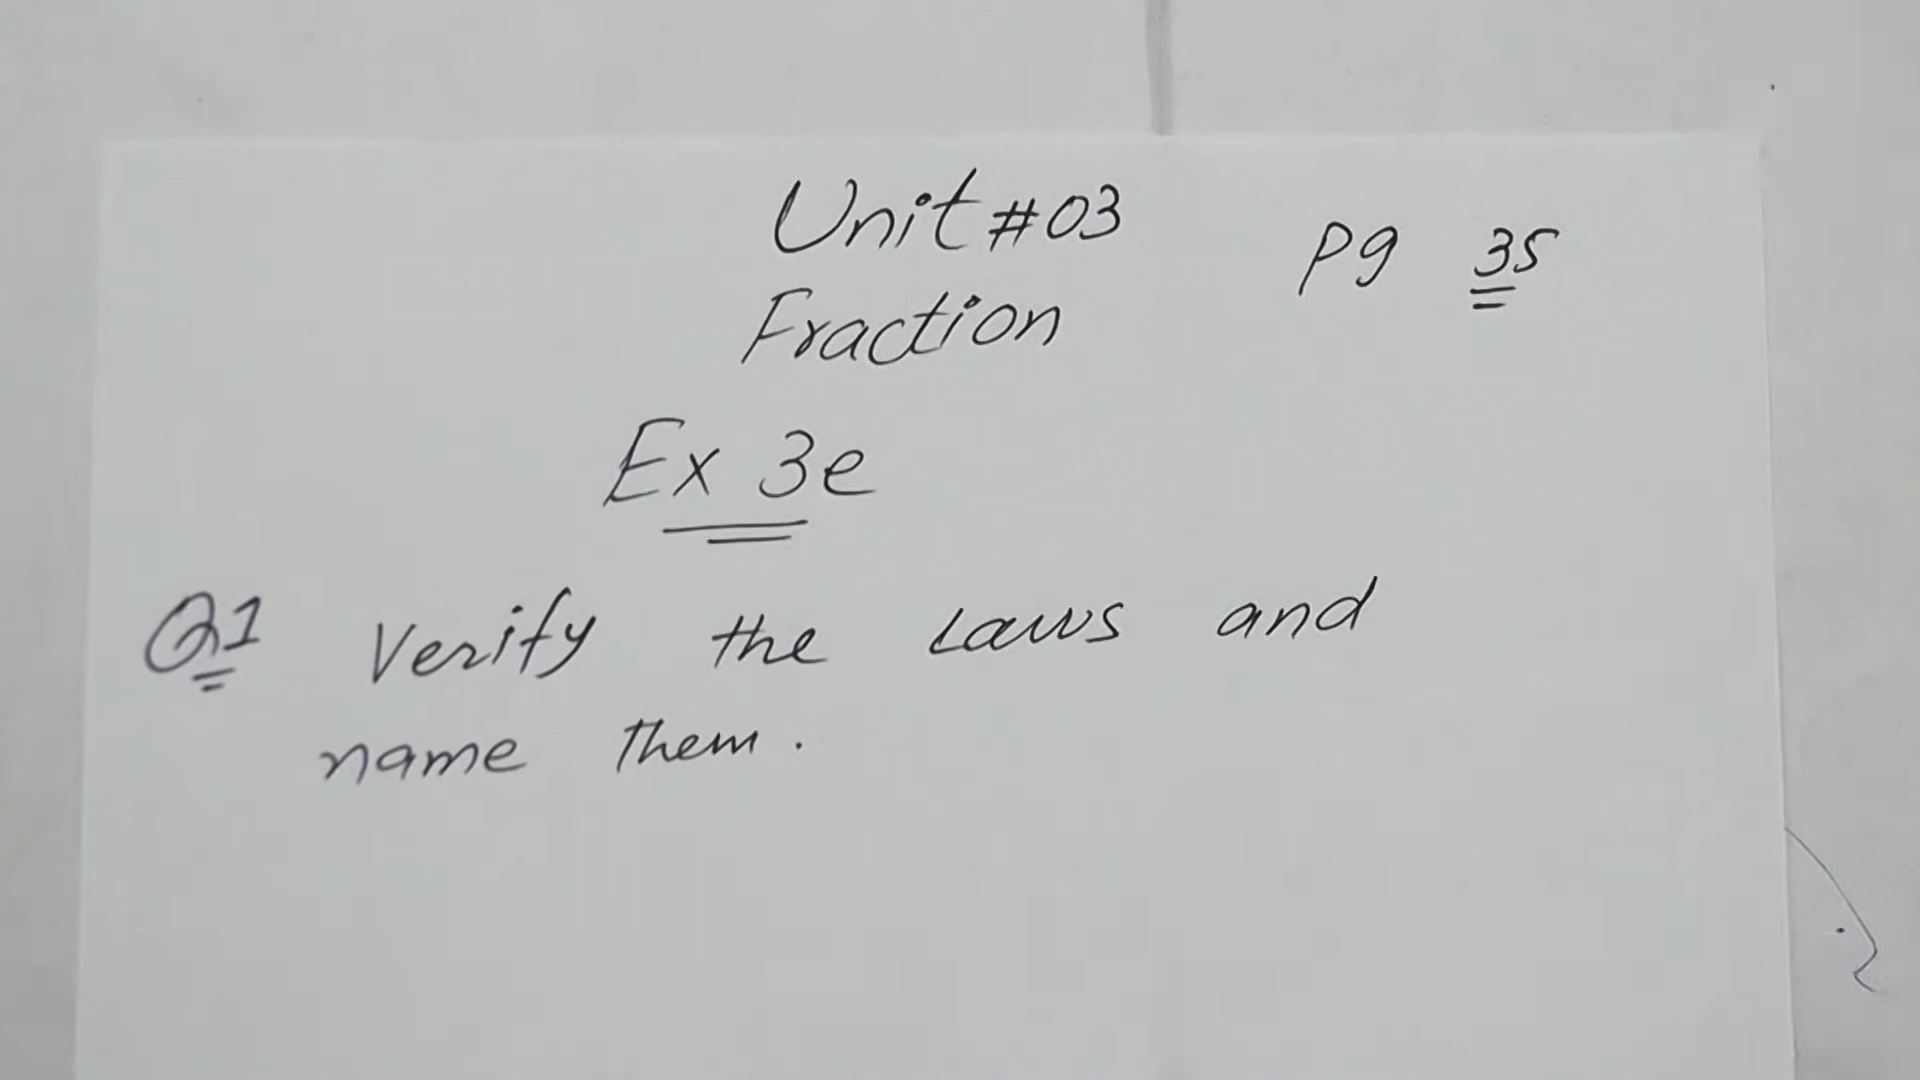 Unit #03
Pg 35
Fraction
Ex 3e
Q1 Verify the Laws and
name them.